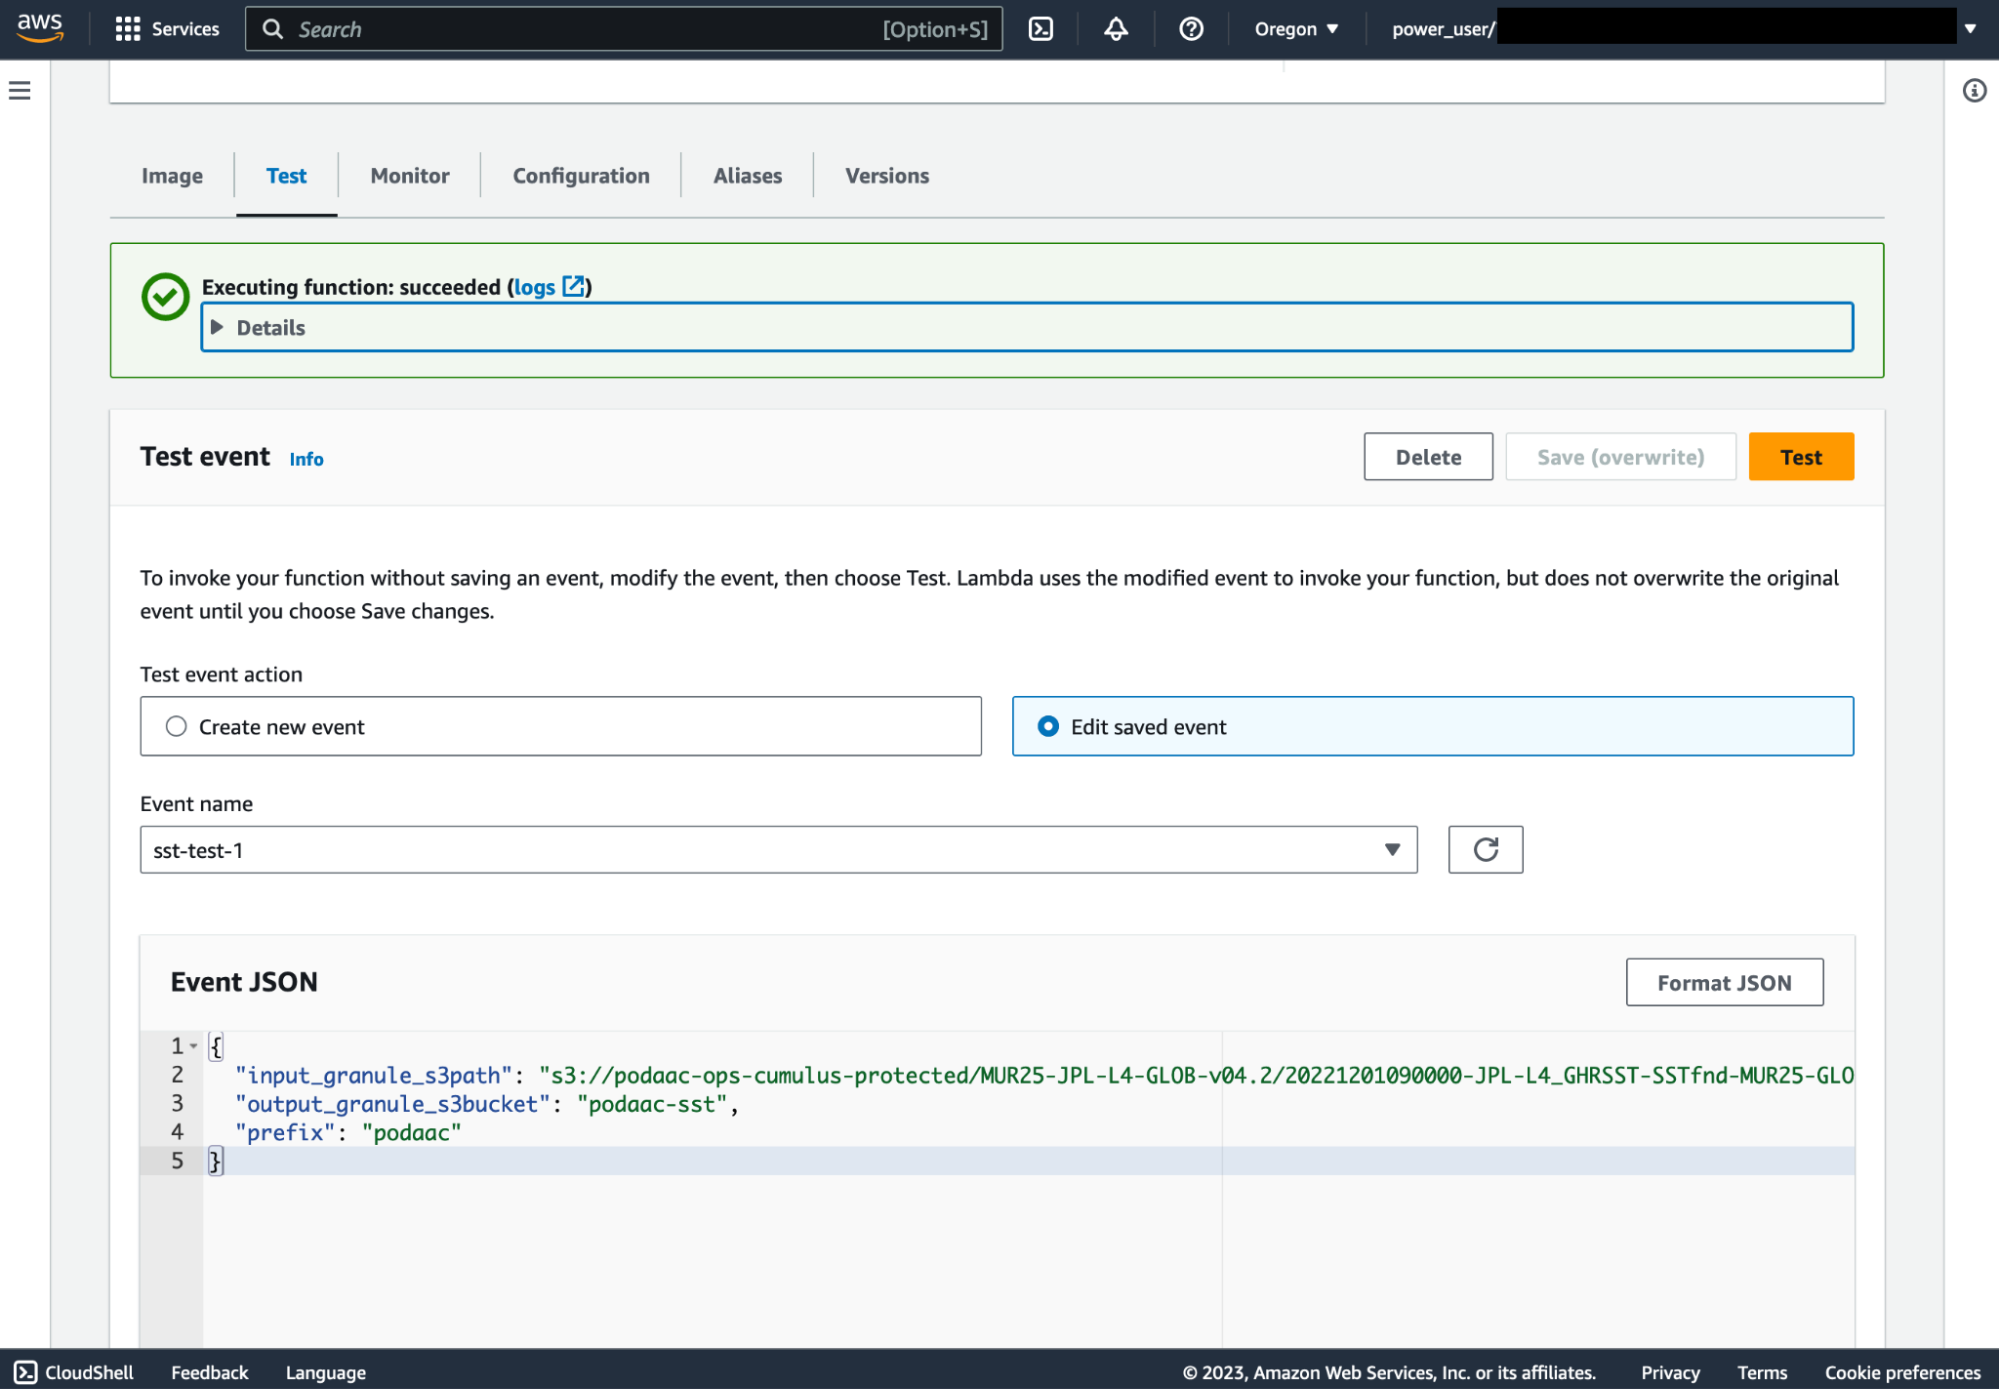 aws Services Search [Option+S] Oregon power_user/
Image Test Monitor Configuration Aliases Versions
Executing function: succeeded (logs)
Details
Test event Info Delete Save (overwrite) Test
To invoke your function without saving an event, modify the event, then choose Test. Lambda uses the modified event to invoke your function, but does not overwrite the original
event until you choose Save changes.
Test event action
Create new event Edit saved event
Event name
sst-test-1
Event JSON Format JSON
1 {
2 "input_granule_s3path": "s3://podaac-ops-cumulus-protected/MUR25-JPL-L4-GLOB-v04.2/20221201090000-JPL-L4_GHRSST-SSTfnd-MUR25-GLO
3 "output_granule_s3bucket": "podaac-sst",
4 "prefix": "podaac"
5 }
CloudShell Feedback Language © 2023, Amazon Web Services, Inc. or its affiliates. Privacy Terms Cookie preferences